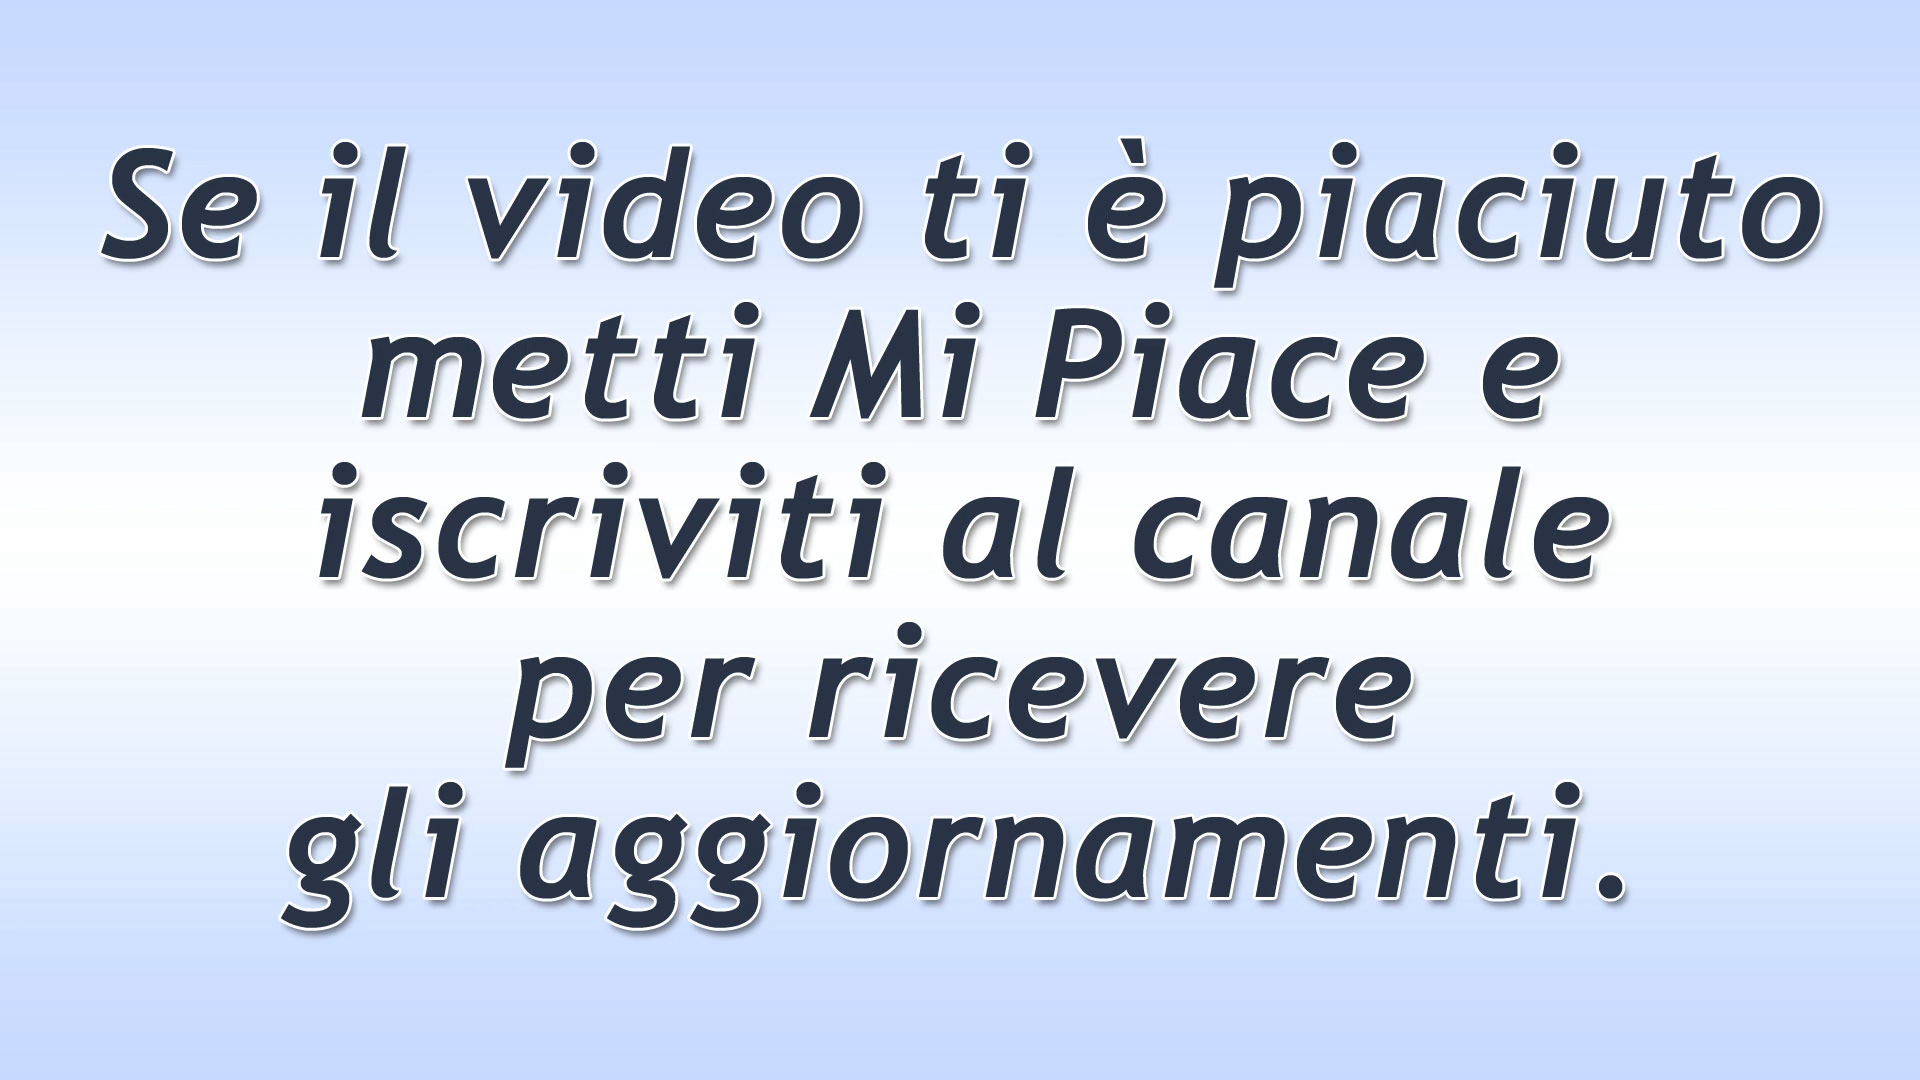 Se il video ti è piaciuto
metti Mi Piace e
iscriviti al canale
per ricevere
gli aggiornamenti.